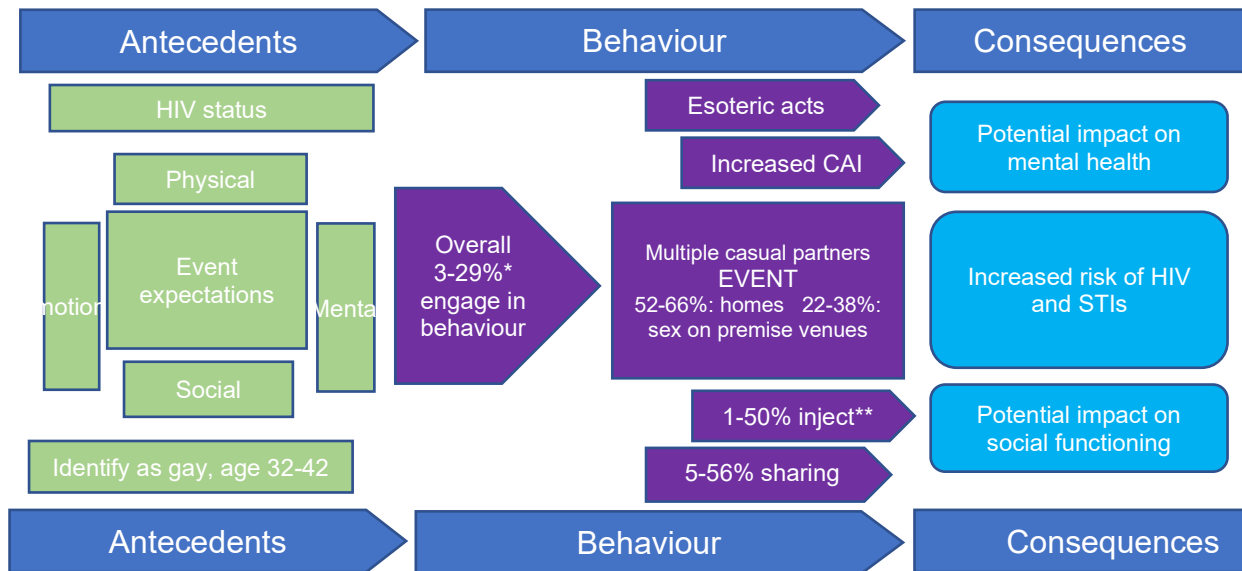 Antecedents
Behaviour
Consequences
HIV status
Physical
Event
expectations
motion
Menta
Social
Identify as gay, age 32-42
Overall
3-29%*
engage in
behaviour
Esoteric acts
Increased CAI
Multiple casual partners
EVENT
52-66%: homes 22-38%:
sex on premise venues
1-50% inject**
5-56% sharing
Potential impact on
mental health
Increased risk of HIV
and STIs
Potential impact on
social functioning
Antecedents
Behaviour
Consequences